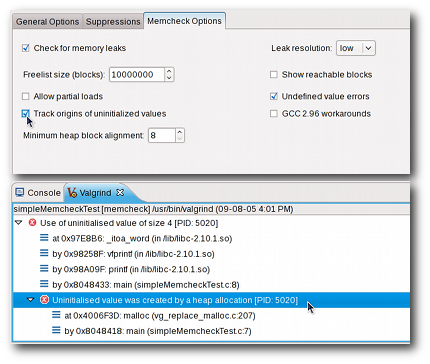 General Options Suppressions Memcheck Options
Check for memory leaks Leak resolution: low
Freelist size (blocks): 10000000 Show reachable blocks
Allow partial loads Undefined value errors
Track origins of uninitialized values GCC 2.96 workarounds
Minimum heap block alignment: 8
Console Valgrind
simpleMemcheckTest [memcheck] /usr/bin/valgrind (09-08-05 4:01 PM)
Use of uninitialised value of size 4 [PID: 5020]
at 0x97E8B6: _itoa_word (in /lib/libc-2.10.1.so)
by 0x98258F: vfprintf (in /lib/libc-2.10.1.so)
by 0x98A09F: printf (in /lib/libc-2.10.1.so)
by 0x8048433: main (simpleMemcheckTest.c:8)
Uninitialised value was created by a heap allocation [PID: 5020]
at 0x4006F3D: malloc (vg_replace_malloc.c:207)
by 0x8048418: main (simpleMemcheckTest.c:7)